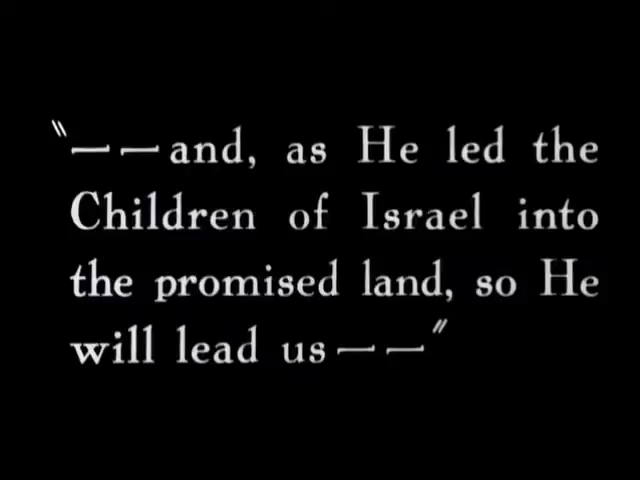 "——and, as He led the
Children of Israel into
the promised land, so He
will lead us——"